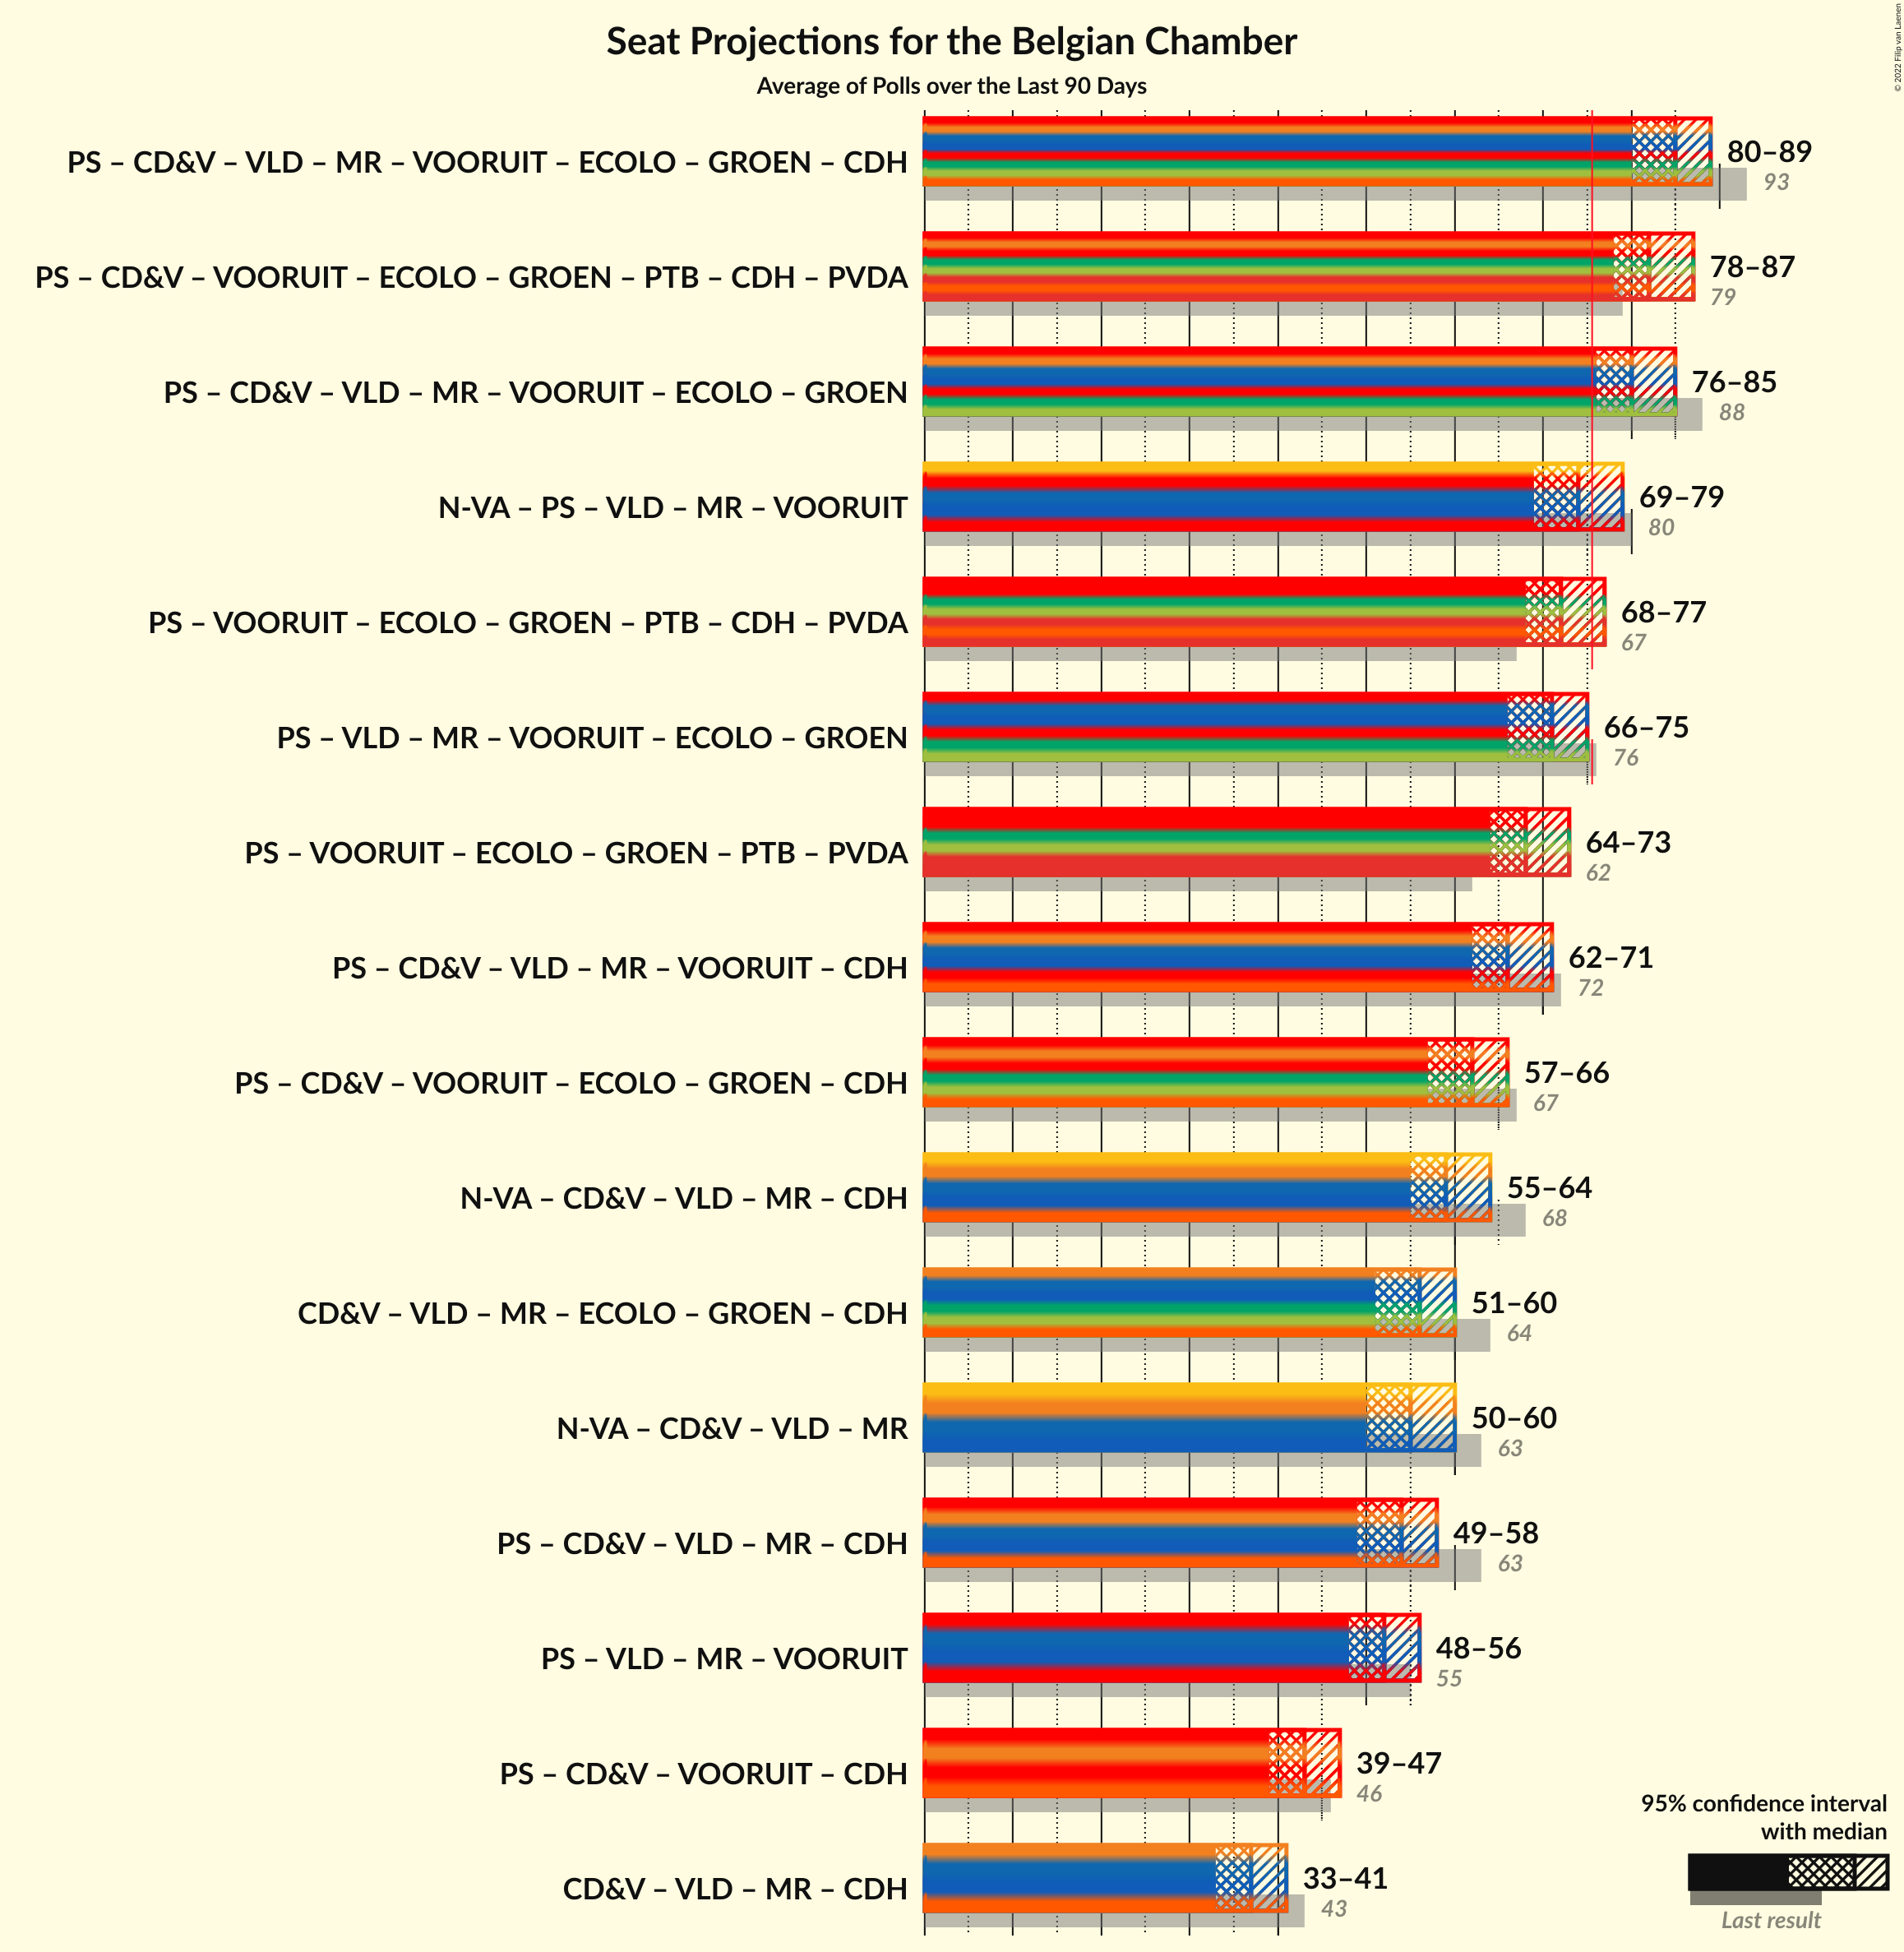 © 2022 Filip van Laenen
Seat Projections for the Belgian Chamber
Average of Polls over the Last 90 Days
PS – CD&V – VLD – MR – VOORUIT – ECOLO – GROEN – CDH
80–89
93
PS – CD&V – VOORUIT – ECOLO – GROEN – PTB – CDH – PVDA
78–87
79
PS – CD&V – VLD – MR – VOORUIT – ECOLO – GROEN
76–85
88
N-VA – PS – VLD – MR – VOORUIT
69–79
80
PS – VOORUIT – ECOLO – GROEN – PTB – CDH – PVDA
68–77
67
PS – VLD – MR – VOORUIT – ECOLO – GROEN
66–75
76
PS – VOORUIT – ECOLO – GROEN – PTB – PVDA
64–73
62
PS – CD&V – VLD – MR – VOORUIT – CDH
62–71
72
PS – CD&V – VOORUIT – ECOLO – GROEN – CDH
57–66
67
N-VA – CD&V – VLD – MR – CDH
55–64
68
CD&V – VLD – MR – ECOLO – GROEN – CDH
51–60
64
N-VA – CD&V – VLD – MR
50–60
63
PS – CD&V – VLD – MR – CDH
49–58
63
PS – VLD – MR – VOORUIT
48–56
55
PS – CD&V – VOORUIT – CDH
39–47
46
CD&V – VLD – MR – CDH
33–41
43
95% confidence interval
with median
Last result